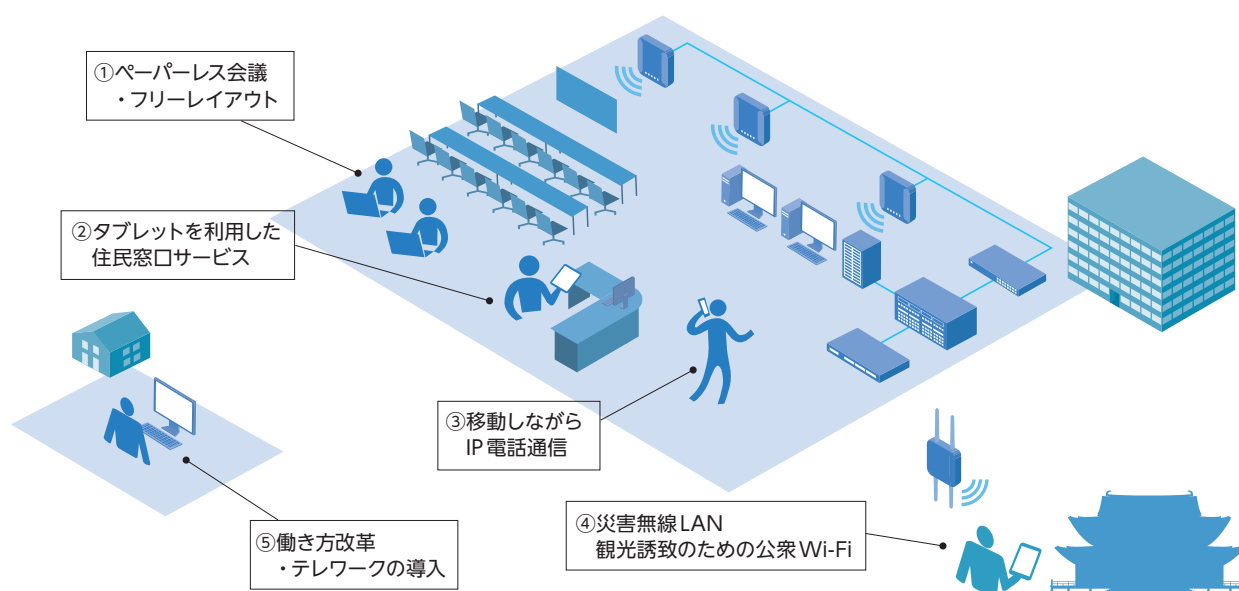 ①ペーパーレス会議
・フリーレイアウト
②タブレットを利用した
住民窓口サービス
③移動しながら
IP電話通信
④災害無線LAN
観光誘致のための公衆Wi-Fi
⑤働き方改革
・テレワークの導入